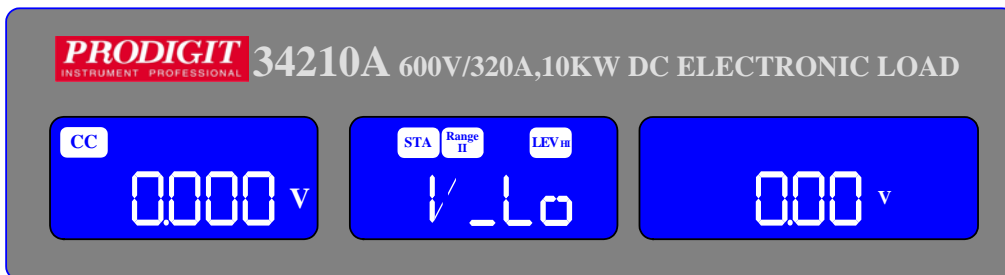 PRODIGIT
INSTRUMENT PROFESSIONAL
34210A 600V/320A,10KW DC ELECTRONIC LOAD
CC
0.000 V
STA Range II LEV HI
V_Lo
0.00 V